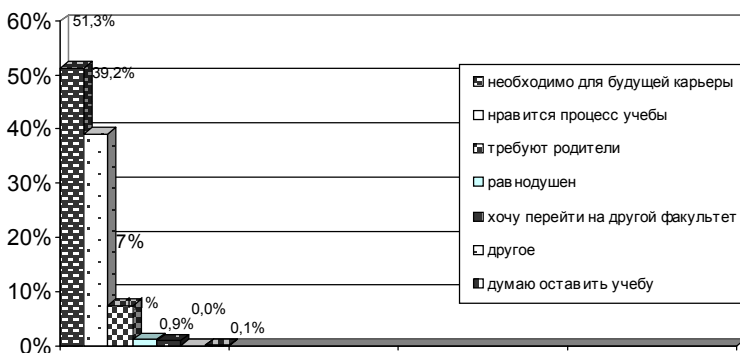 60%
51,3%
50%
39,2%
40%
30%
20%
7%
10%
0,0%
0,9%
0,1%
0%
необходимо для будущей карьеры
нравится процесс учебы
требуют родители
равнодушен
хочу перейти на другой факультет
другое
думаю оставить учебу